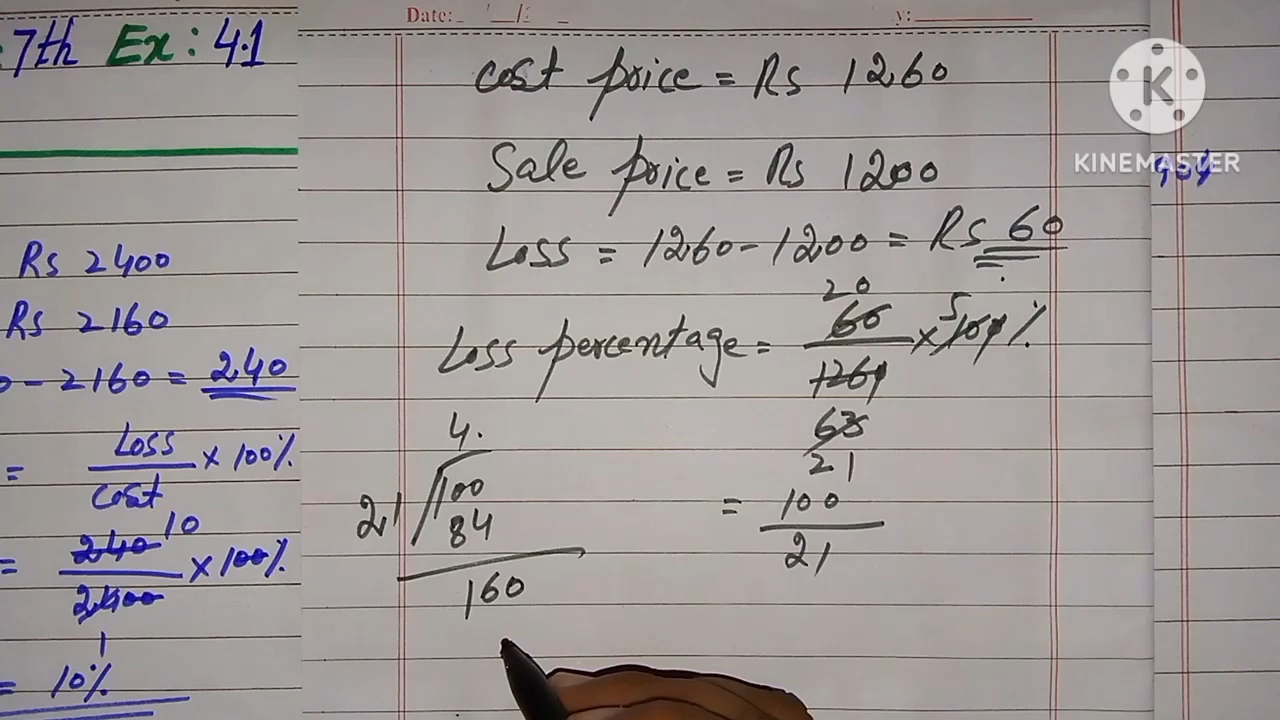 7th Ex: 4.1
Rs 2400
Rs 2160
0 - 2160 = 240
= Loss/cost × 100%
= 240/2400 × 100%
10
1
= 10%
Date:
y:
cost price = Rs 1260
Sale price = Rs 1200
Loss = 1260 - 1200 = Rs 60
20
5
Loss percentage = 60/1260 × 100%
63
21
= 100/21
4.
21 100
84
160
K
KINEMASTER